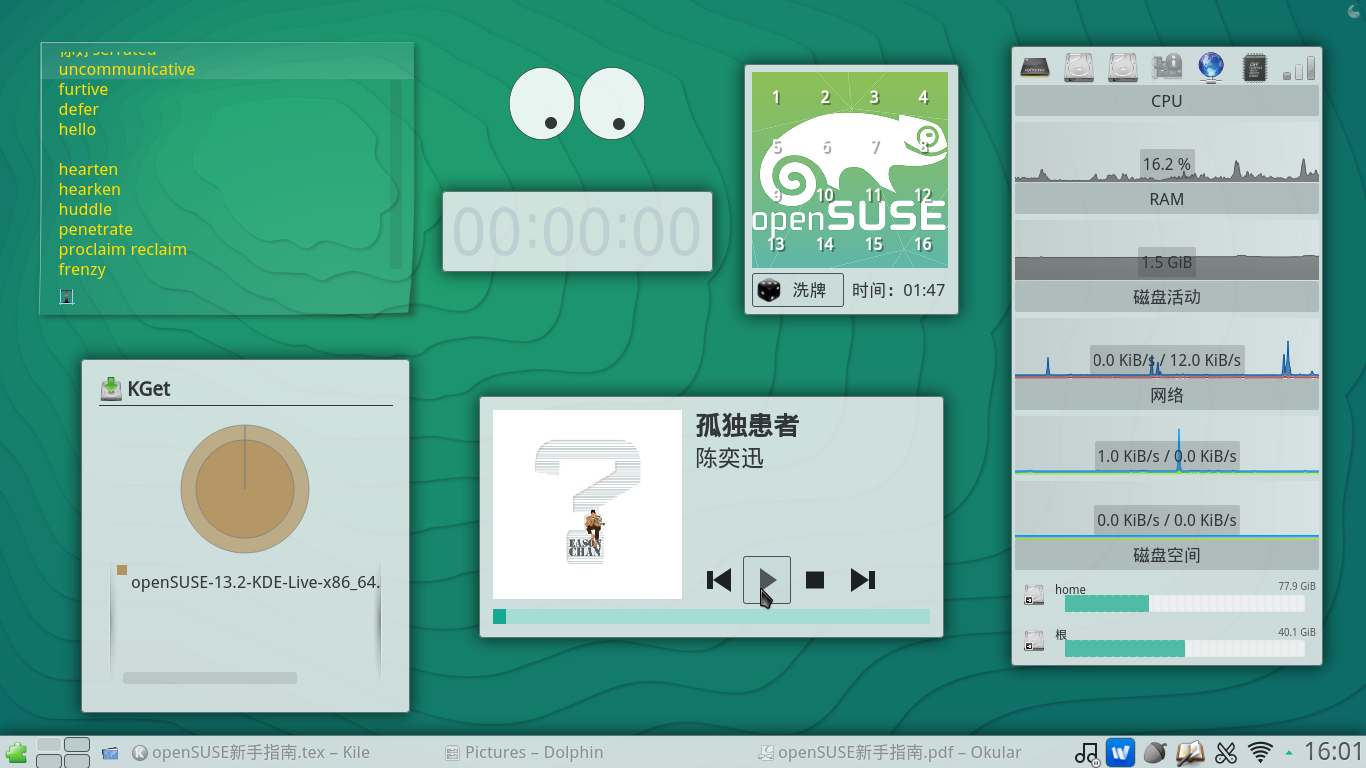 你好 serrated
uncommunicative
furtive
defer
hello
hearten
hearken
huddle
penetrate
proclaim reclaim
frenzy
00:00:00
1 2 3 4
5 6 7 8
9 10 11 12
openSUSE
13 14 15 16
洗牌 时间: 01:47
CPU
16.2 %
RAM
1.5 GiB
磁盘活动
0.0 KiB/s / 12.0 KiB/s
网络
1.0 KiB/s / 0.0 KiB/s
0.0 KiB/s / 0.0 KiB/s
磁盘空间
home 77.9 GiB
根 40.1 GiB
KGet
openSUSE-13.2-KDE-Live-x86_64.
孤独患者
陈奕迅
EASON
CHAN
openSUSE新手指南.tex – Kile
Pictures – Dolphin
openSUSE新手指南.pdf – Okular
W
16:01